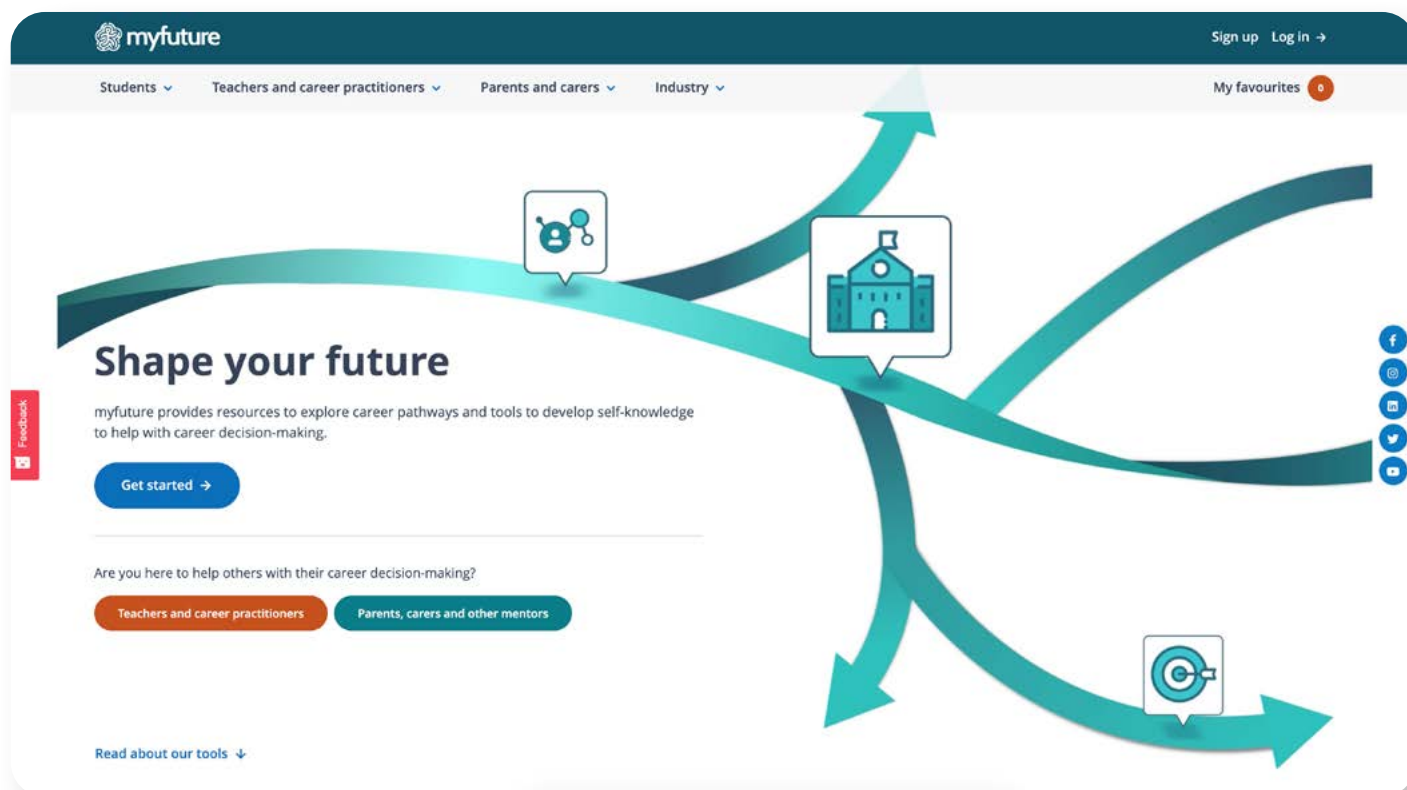 myfuture
Sign up Log in →
Students Teachers and career practitioners Parents and carers Industry
My favourites 0
Shape your future
myfuture provides resources to explore career pathways and tools to develop self-knowledge
to help with career decision-making.
Feedback
Get started →
Are you here to help others with their career decision-making?
Teachers and career practitioners Parents, carers and other mentors
Read about our tools ↓